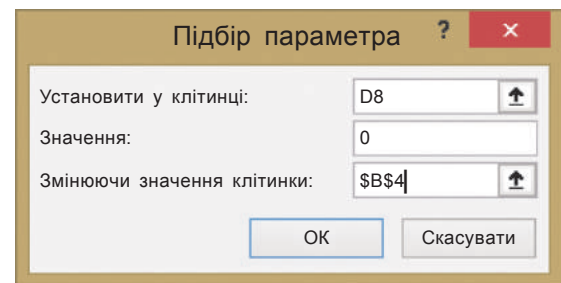 Підбір параметра ? ×
Установити у клітинці: D8
Значення: 0
Змінюючи значення клітинки: $B$4
ОК Скасувати